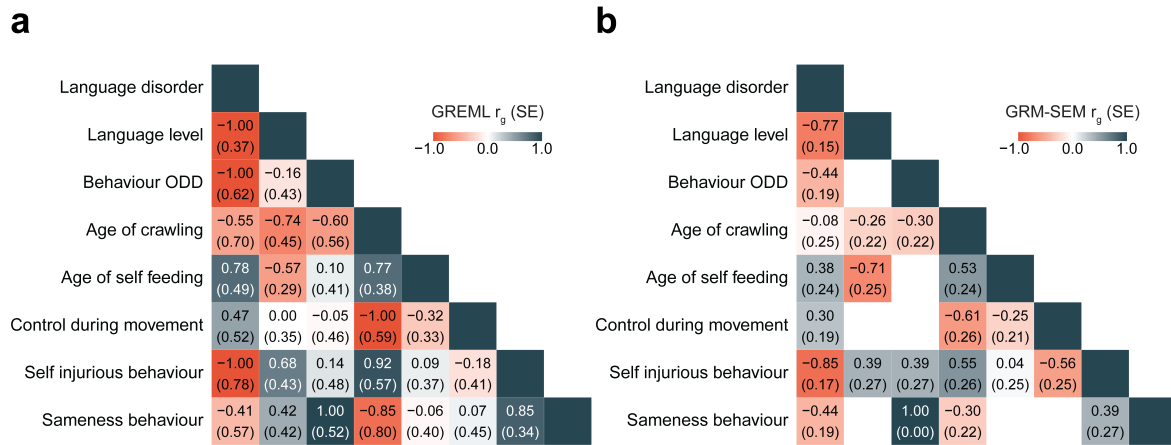 a
GREML rg (SE)
−1.0 0.0 1.0
Language disorder
Language level
−1.00
(0.37)
Behaviour ODD
−1.00 −0.16
(0.62) (0.43)
Age of crawling
−0.55 −0.74 −0.60
(0.70) (0.45) (0.56)
Age of self feeding
0.78 −0.57 0.10 0.77
(0.49) (0.29) (0.41) (0.38)
Control during movement
0.47 0.00 −0.05 −1.00 −0.32
(0.52) (0.35) (0.46) (0.59) (0.33)
Self injurious behaviour
−1.00 0.68 0.14 0.92 0.09 −0.18
(0.78) (0.43) (0.48) (0.57) (0.37) (0.41)
Sameness behaviour
−0.41 0.42 1.00 −0.85 −0.06 0.07 0.85
(0.57) (0.42) (0.52) (0.80) (0.40) (0.45) (0.34)
b
GRM-SEM rg (SE)
−1.0 0.0 1.0
Language disorder
Language level
−0.77
(0.15)
Behaviour ODD
−0.44
(0.19)
Age of crawling
−0.08 −0.26 −0.30
(0.25) (0.22) (0.22)
Age of self feeding
0.38 −0.71 0.53
(0.24) (0.25) (0.24)
Control during movement
0.30 −0.61 −0.25
(0.19) (0.26) (0.21)
Self injurious behaviour
−0.85 0.39 0.39 0.55 0.04 −0.56
(0.17) (0.27) (0.27) (0.26) (0.25) (0.25)
Sameness behaviour
−0.44 1.00 −0.30 0.39
(0.19) (0.00) (0.22) (0.27)